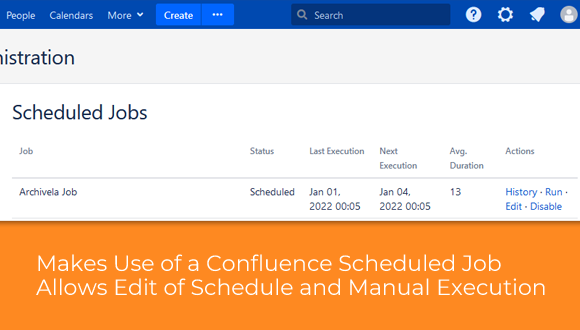 People Calendars More Create ••• Search
istration
Scheduled Jobs
Job Status Last Execution Next Execution Avg. Duration Actions
Archivela Job Scheduled Jan 01, 2022 00:05 Jan 04, 2022 00:05 13 History · Run · Edit · Disable
Makes Use of a Confluence Scheduled Job
Allows Edit of Schedule and Manual Execution